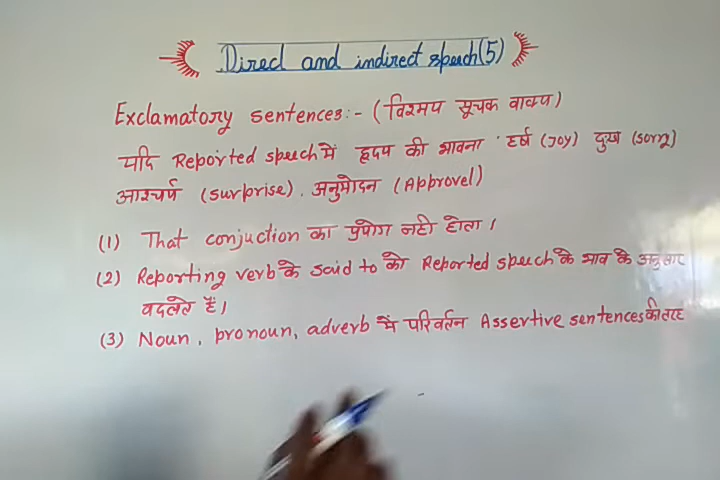 Direct and indirect speech(5)
Exclamatory sentences:- (विस्मय सूचक वाक्य)
यदि Reported speech में हृदय की भावना हर्ष (Joy) दुःख (sorry)
आश्चर्य (surprise), अनुमोदन (Approvel)
(1) That conjuction का प्रयोग नहीं होता।
(2) Reporting verb के said to को Reported speech के भाव के अनुसार
बदलते हैं।
(3) Noun, pronoun, adverb में परिवर्तन Assertive sentences की तरह